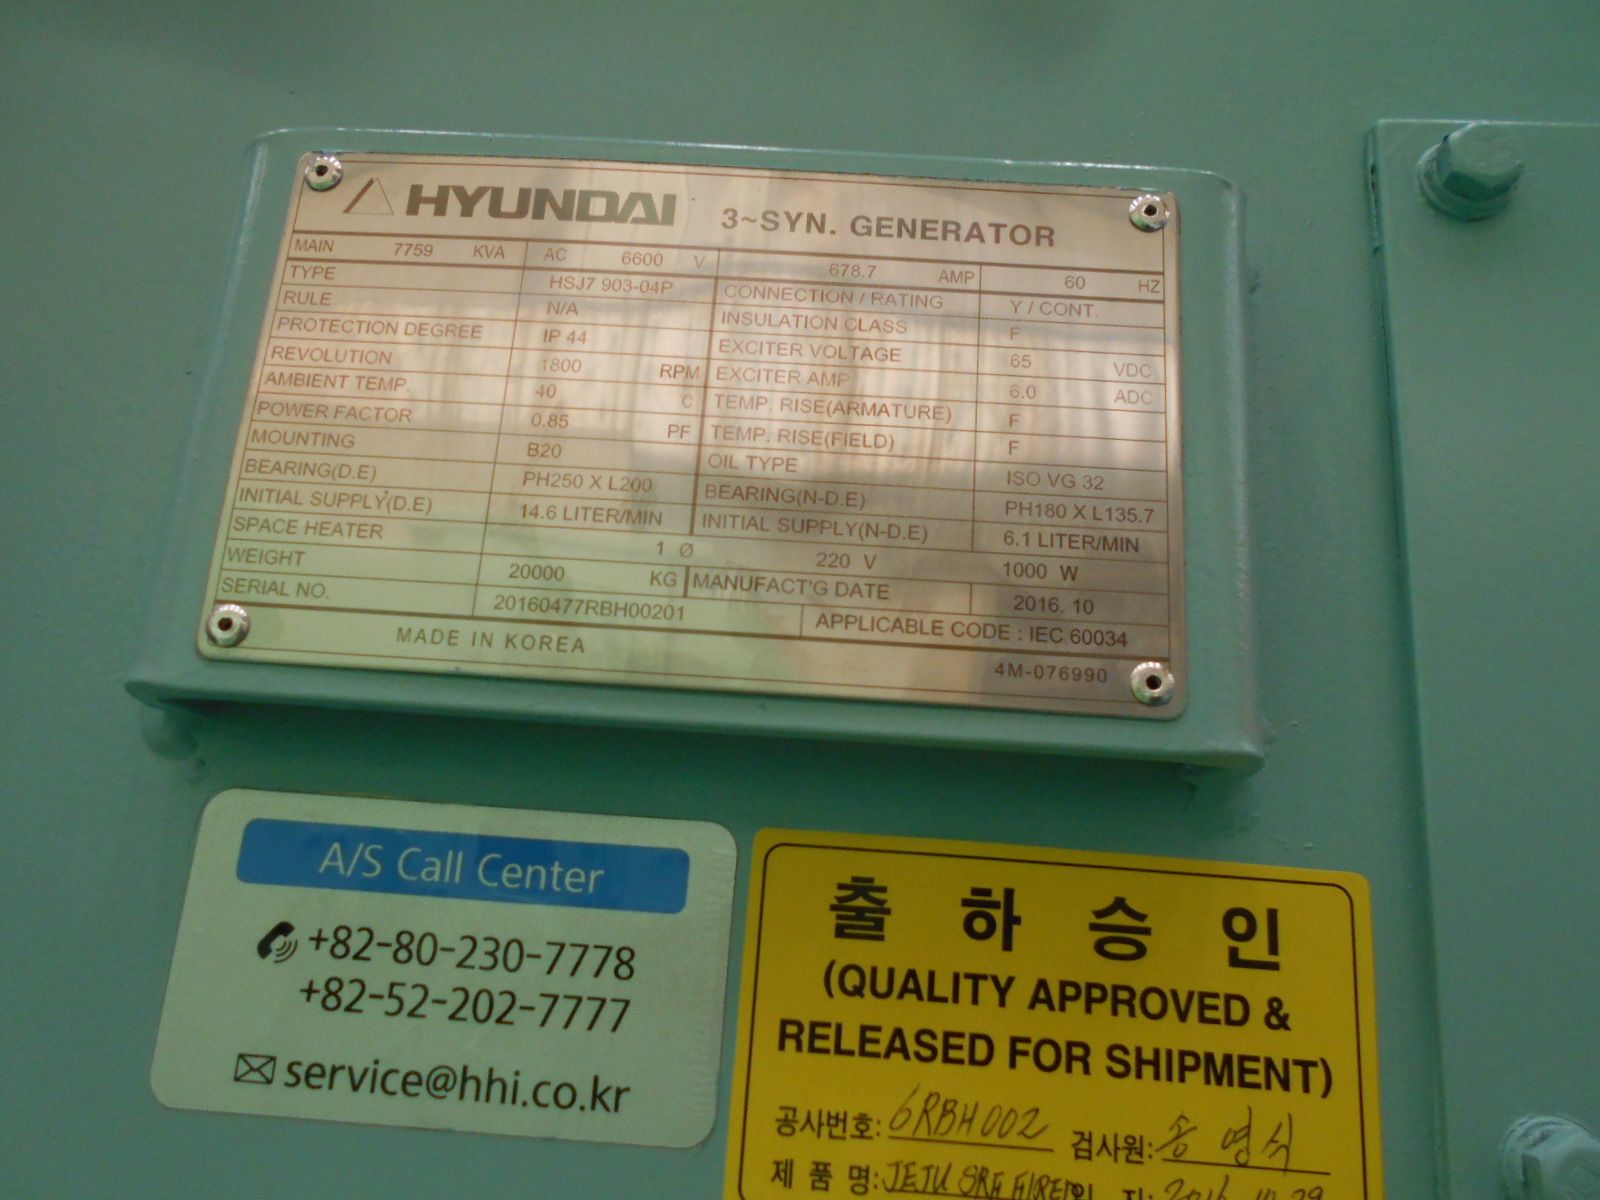 HYUNDAI 3~SYN. GENERATOR
MAIN 7759 KVA AC 6600 V 678.7 AMP 60 HZ
TYPE HSJ7 903-04P CONNECTION / RATING Y / CONT.
RULE N/A INSULATION CLASS F
PROTECTION DEGREE IP 44 EXCITER VOLTAGE 65 VDC
REVOLUTION 1800 RPM EXCITER AMP 6.0 ADC
AMBIENT TEMP. 40 C TEMP. RISE(ARMATURE) F
POWER FACTOR 0.85 PF TEMP. RISE(FIELD) F
MOUNTING B20 OIL TYPE ISO VG 32
BEARING(D.E) PH250 X L200 BEARING(N-D.E) PH180 X L135.7
INITIAL SUPPLY(D.E) 14.6 LITER/MIN INITIAL SUPPLY(N-D.E) 6.1 LITER/MIN
SPACE HEATER 1 Ø 220 V 1000 W
WEIGHT 20000 KG MANUFACT'G DATE 2016. 10
SERIAL NO. 20160477RBH00201 APPLICABLE CODE : IEC 60034
MADE IN KOREA 4M-076990
A/S Call Center
+82-80-230-7778
+82-52-202-7777
service@hhi.co.kr
출 하 승 인
(QUALITY APPROVED &
RELEASED FOR SHIPMENT)
공사번호: 6RBH002 검사원: 송 영 식
제 품 명: JEJU SRF